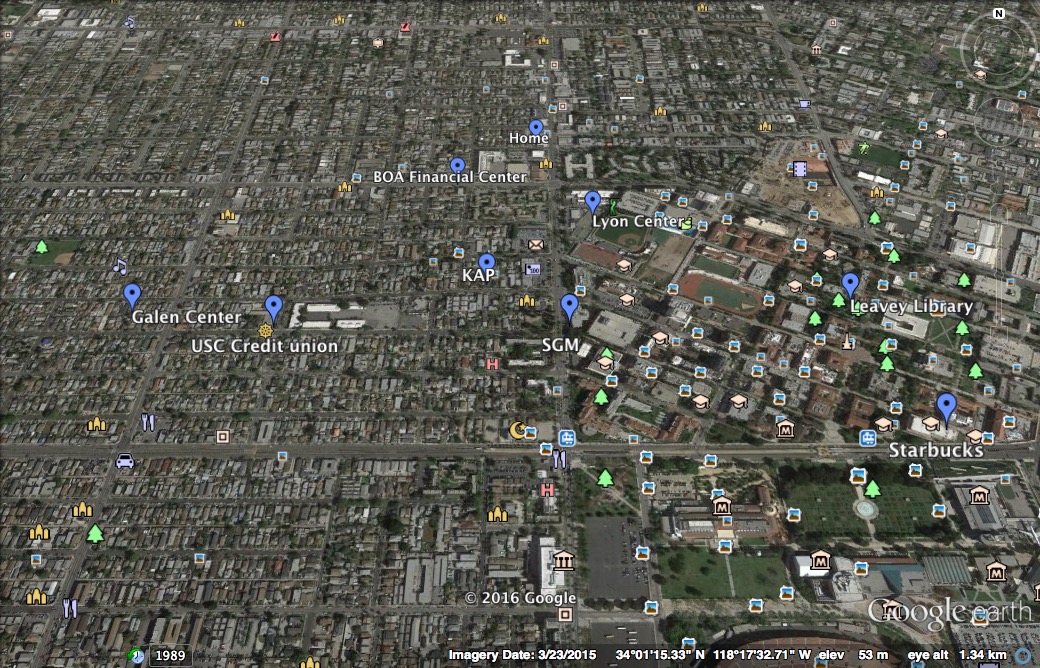 N
Home
BOA Financial Center
Lyon Center
KAP
Leavey Library
Galen Center
SGM
USC Credit union
Starbucks
© 2016 Google
Google earth
1989
Imagery Date: 3/23/2015 34°01'15.33" N 118°17'32.71" W elev 53 m eye alt 1.34 km